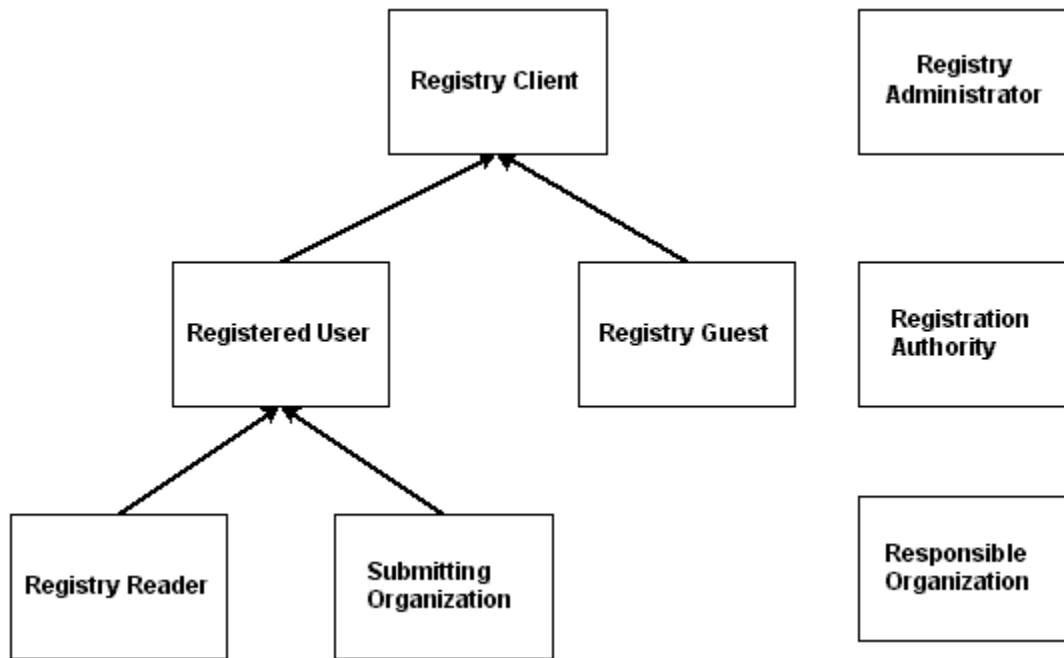 Registry Client
Registry
Administrator
Registered User
Registry Guest
Registration
Authority
Registry Reader
Submitting
Organization
Responsible
Organization